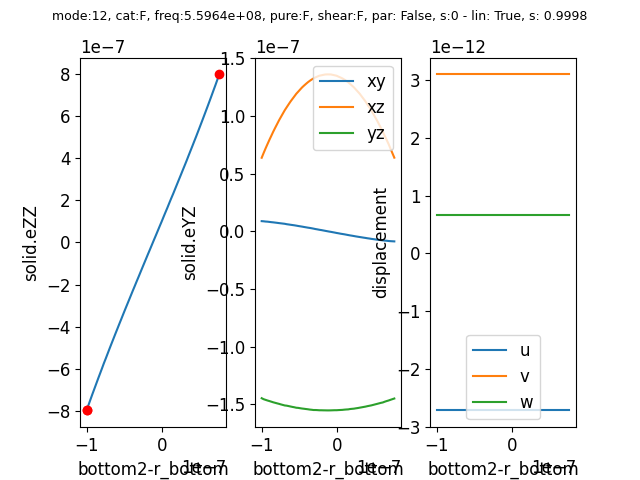 mode:12, cat:F, freq:5.5964e+08, pure:F, shear:F, par: False, s:0 - lin: True, s: 0.9998
1e−7
8
6
4
2
0
−2
−4
−6
−8
solid.eZZ
−1
0
1e−7
bottom2-r_bottom
1e−7
1.5
1.0
0.5
0.0
−0.5
−1.0
−1.5
solid.eYZ
xy
xz
yz
−1
0
1e−7
bottom2-r_bottom
1e−12
3
2
1
0
−1
−2
−3
displacement
u
v
w
−1
0
1e−7
bottom2-r_bottom